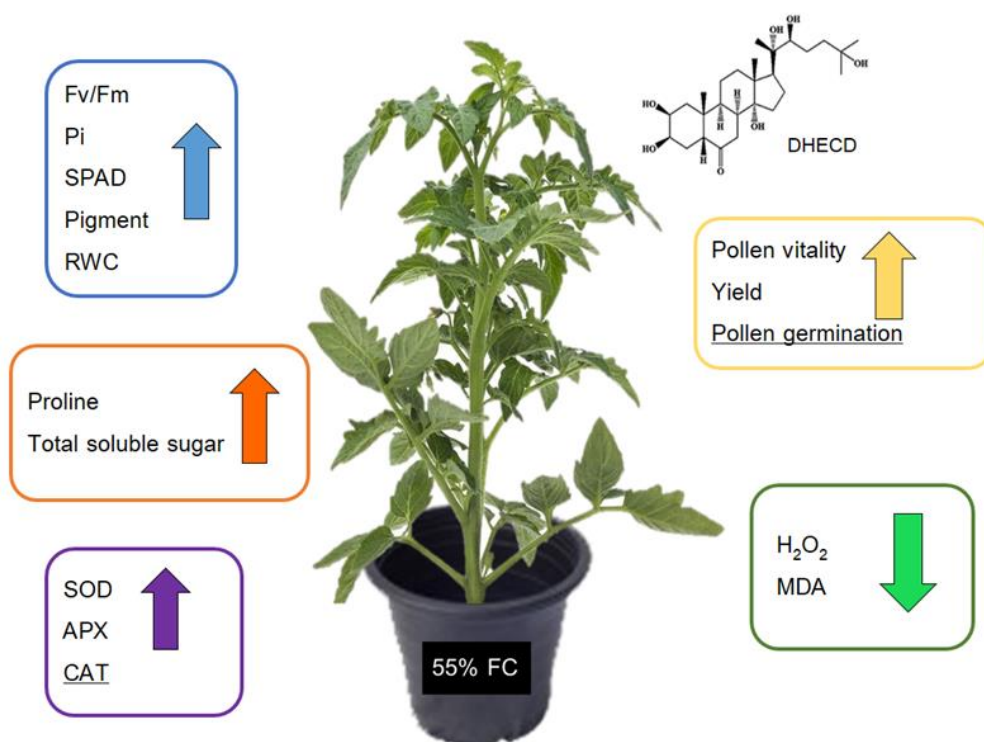 Fv/Fm
Pi
SPAD
Pigment
RWC
Proline
Total soluble sugar
SOD
APX
CAT
55% FC
HO
HO
H
O
H
H
OH
OH
OH
OH
DHECD
Pollen vitality
Yield
Pollen germination
H₂O₂
MDA